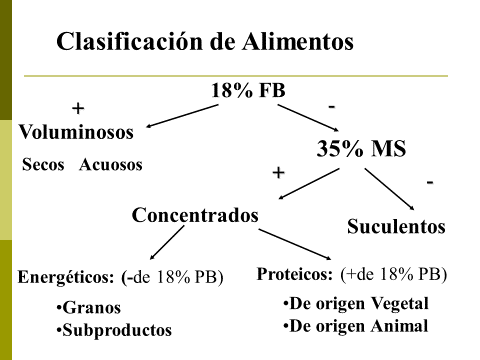 Clasificación de Alimentos
18% FB
+
-
Voluminosos
35% MS
Secos Acuosos
+
-
Concentrados
Suculentos
Energéticos: (-de 18% PB)
Proteicos: (+de 18% PB)
•Granos
•De origen Vegetal
•Subproductos
•De origen Animal